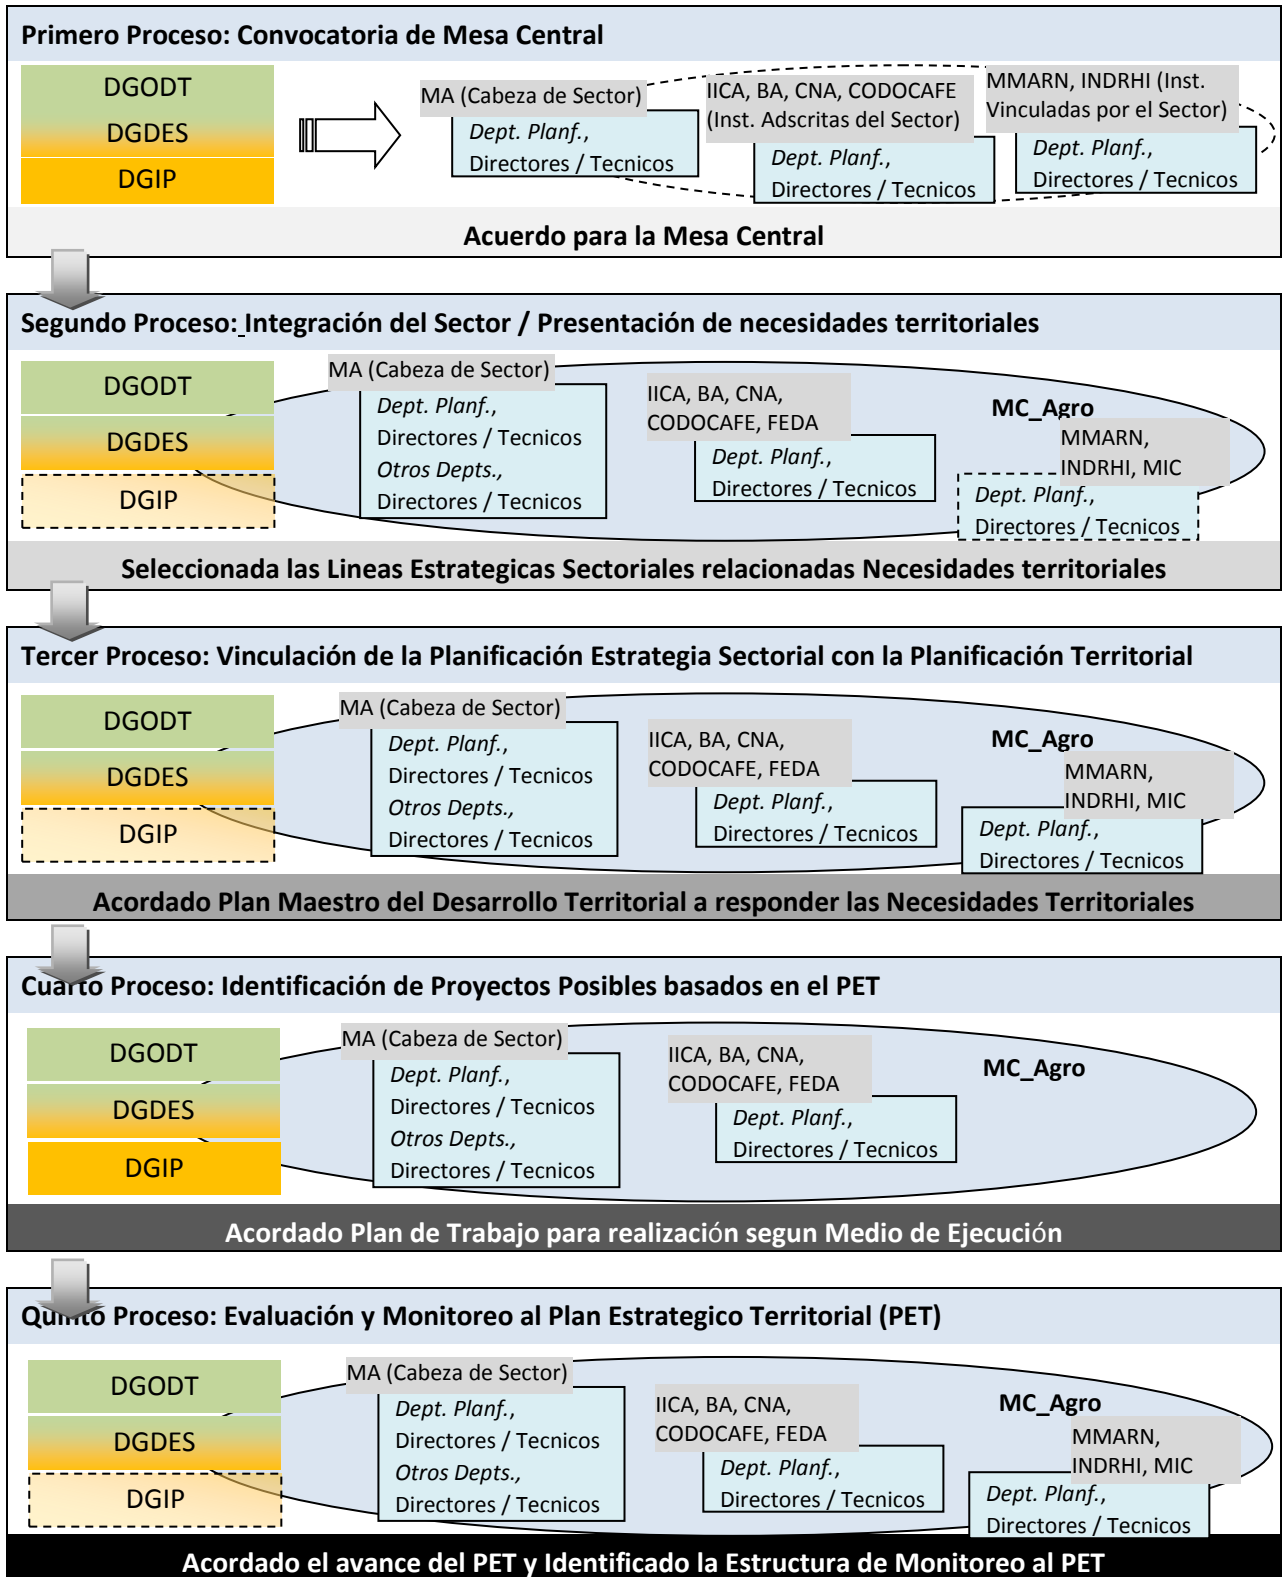 Primero Proceso: Convocatoria de Mesa Central
DGODT
DGDES
DGIP
MA (Cabeza de Sector)
Dept. Planf.,
Directores / Tecnicos
IICA, BA, CNA, CODOCAFE
(Inst. Adscritas del Sector)
Dept. Planf.,
Directores / Tecnicos
MMARN, INDRHI (Inst.
Vinculadas por el Sector)
Dept. Planf.,
Directores / Tecnicos
Acuerdo para la Mesa Central
Segundo Proceso: Integración del Sector / Presentación de necesidades territoriales
DGODT
DGDES
DGIP
MA (Cabeza de Sector)
Dept. Planf.,
Directores / Tecnicos
Otros Depts.,
Directores / Tecnicos
IICA, BA, CNA,
CODOCAFE, FEDA
Dept. Planf.,
Directores / Tecnicos
MC_Agro
MMARN,
INDRHI, MIC
Dept. Planf.,
Directores / Tecnicos
Seleccionada las Lineas Estrategicas Sectoriales relacionadas Necesidades territoriales
Tercer Proceso: Vinculación de la Planificación Estrategia Sectorial con la Planificación Territorial
DGODT
DGDES
DGIP
MA (Cabeza de Sector)
Dept. Planf.,
Directores / Tecnicos
Otros Depts.,
Directores / Tecnicos
IICA, BA, CNA,
CODOCAFE, FEDA
Dept. Planf.,
Directores / Tecnicos
MC_Agro
MMARN,
INDRHI, MIC
Dept. Planf.,
Directores / Tecnicos
Acordado Plan Maestro del Desarrollo Territorial a responder las Necesidades Territoriales
Cuarto Proceso: Identificación de Proyectos Posibles basados en el PET
DGODT
DGDES
DGIP
MA (Cabeza de Sector)
Dept. Planf.,
Directores / Tecnicos
Otros Depts.,
Directores / Tecnicos
IICA, BA, CNA,
CODOCAFE, FEDA
Dept. Planf.,
Directores / Tecnicos
MC_Agro
Acordado Plan de Trabajo para realización segun Medio de Ejecución
Quinto Proceso: Evaluación y Monitoreo al Plan Estrategico Territorial (PET)
DGODT
DGDES
DGIP
MA (Cabeza de Sector)
Dept. Planf.,
Directores / Tecnicos
Otros Depts.,
Directores / Tecnicos
IICA, BA, CNA,
CODOCAFE, FEDA
Dept. Planf.,
Directores / Tecnicos
MC_Agro
MMARN,
INDRHI, MIC
Dept. Planf.,
Directores / Tecnicos
Acordado el avance del PET y Identificado la Estructura de Monitoreo al PET